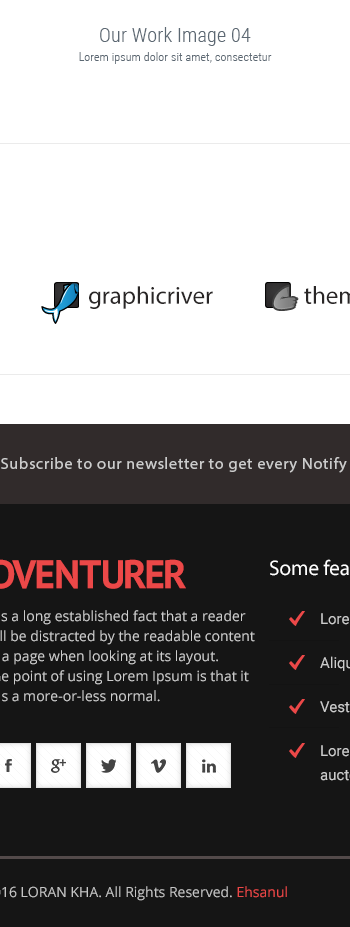 Our Work Image 04
Lorem ipsum dolor sit amet, consectetur
graphicriver
them
Subscribe to our newsletter to get every Notify
DVENTURER
s a long established fact that a reader
ll be distracted by the readable content
a page when looking at its layout.
e point of using Lorem Ipsum is that it
s a more-or-less normal.
f g+ in
Some fea
Lore
Aliqu
Vest
Lore
aucto
16 LORAN KHA. All Rights Reserved. Ehsanul